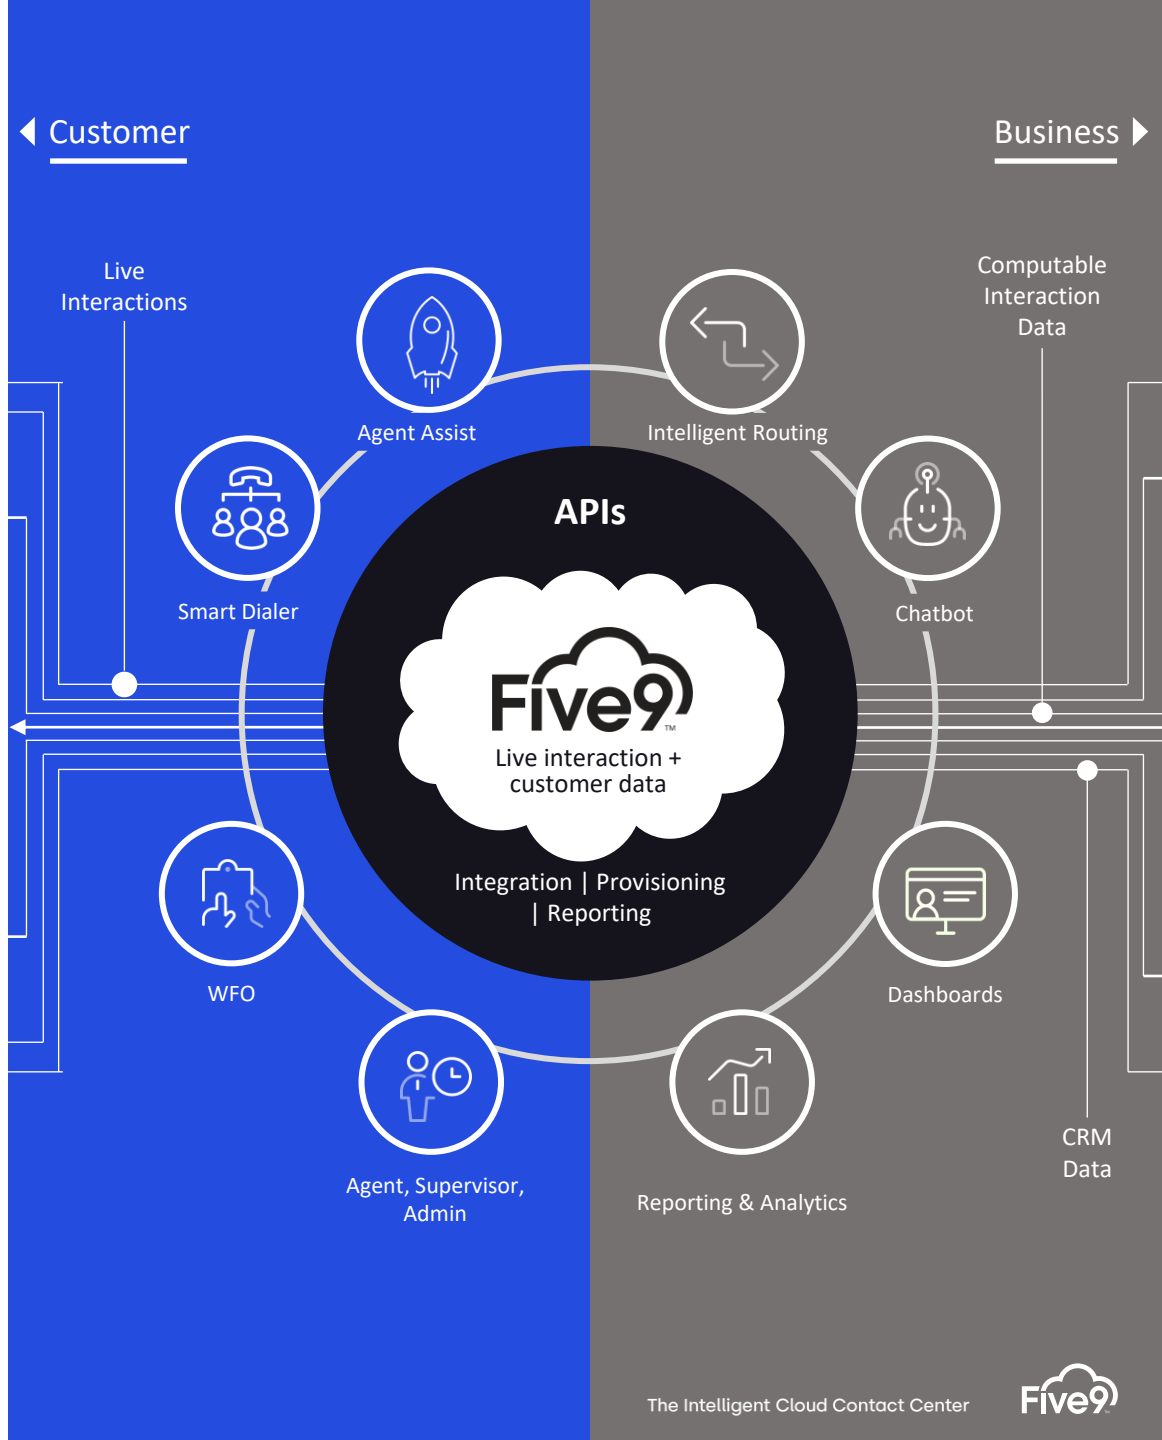 Customer
Business
Live
Interactions
Computable
Interaction
Data
Agent Assist
Intelligent Routing
APIs
Smart Dialer
Chatbot
Five9™
Live interaction +
customer data
Integration | Provisioning
| Reporting
WFO
Dashboards
CRM
Data
Agent, Supervisor,
Admin
Reporting & Analytics
The Intelligent Cloud Contact Center
Five9